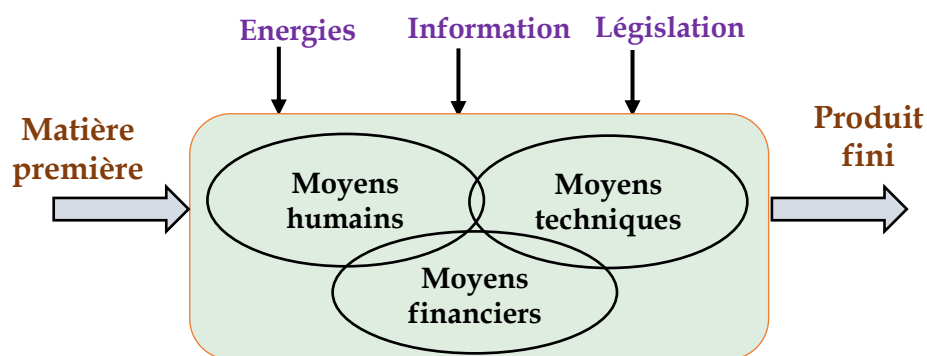 Energies Information Législation
Matière
première
Produit
fini
Moyens
humains
Moyens
techniques
Moyens
financiers